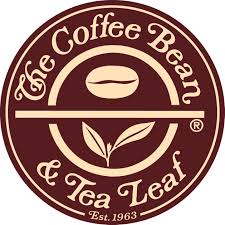 The Coffee Bean
®
& Tea Leaf
Est. 1963